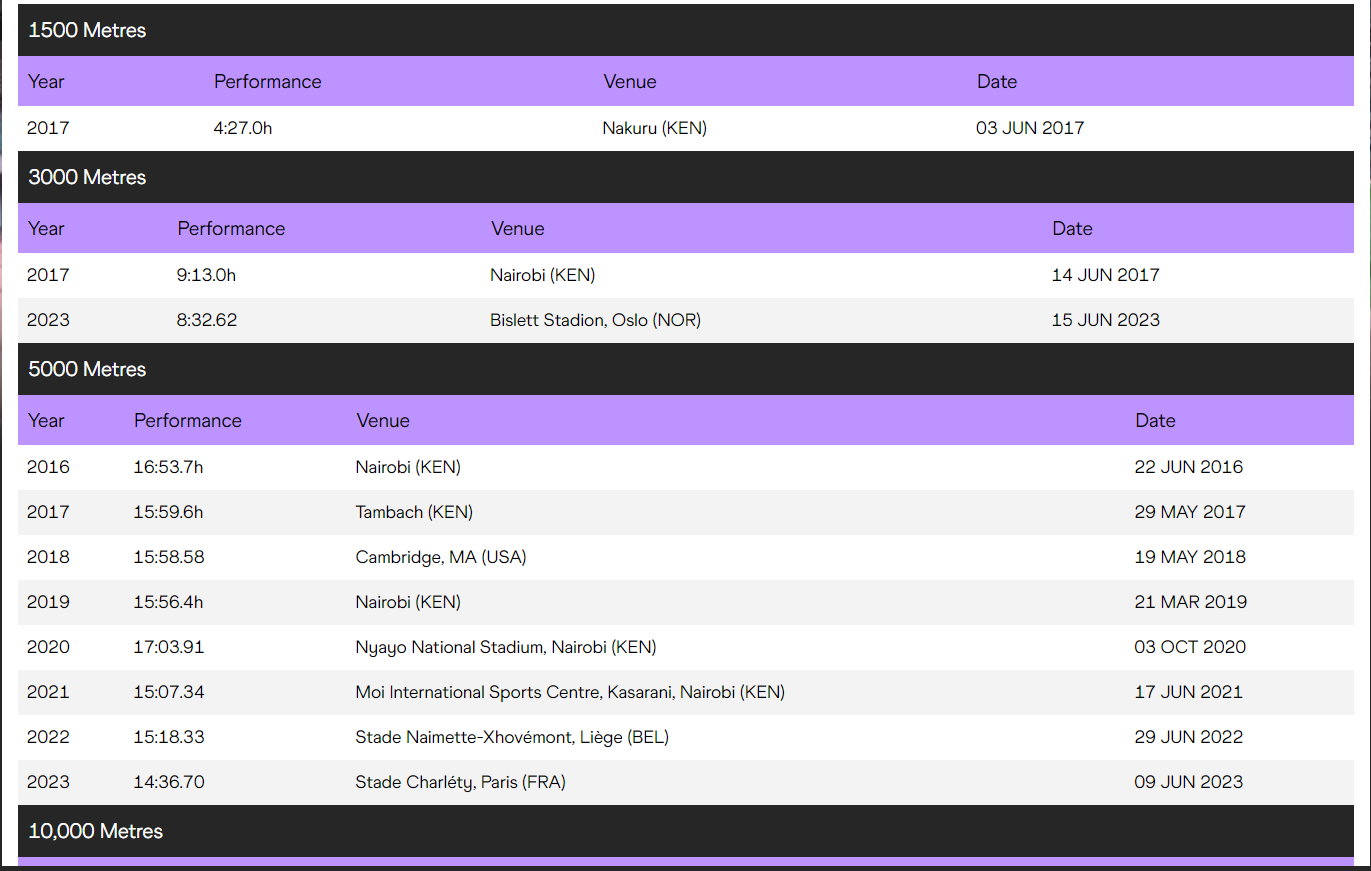 1500 Metres
Year Performance Venue Date
2017 4:27.0h Nakuru (KEN) 03 JUN 2017
3000 Metres
Year Performance Venue Date
2017 9:13.0h Nairobi (KEN) 14 JUN 2017
2023 8:32.62 Bislett Stadion, Oslo (NOR) 15 JUN 2023
5000 Metres
Year Performance Venue Date
2016 16:53.7h Nairobi (KEN) 22 JUN 2016
2017 15:59.6h Tambach (KEN) 29 MAY 2017
2018 15:58.58 Cambridge, MA (USA) 19 MAY 2018
2019 15:56.4h Nairobi (KEN) 21 MAR 2019
2020 17:03.91 Nyayo National Stadium, Nairobi (KEN) 03 OCT 2020
2021 15:07.34 Moi International Sports Centre, Kasarani, Nairobi (KEN) 17 JUN 2021
2022 15:18.33 Stade Naimette-Xhovémont, Liège (BEL) 29 JUN 2022
2023 14:36.70 Stade Charléty, Paris (FRA) 09 JUN 2023
10,000 Metres